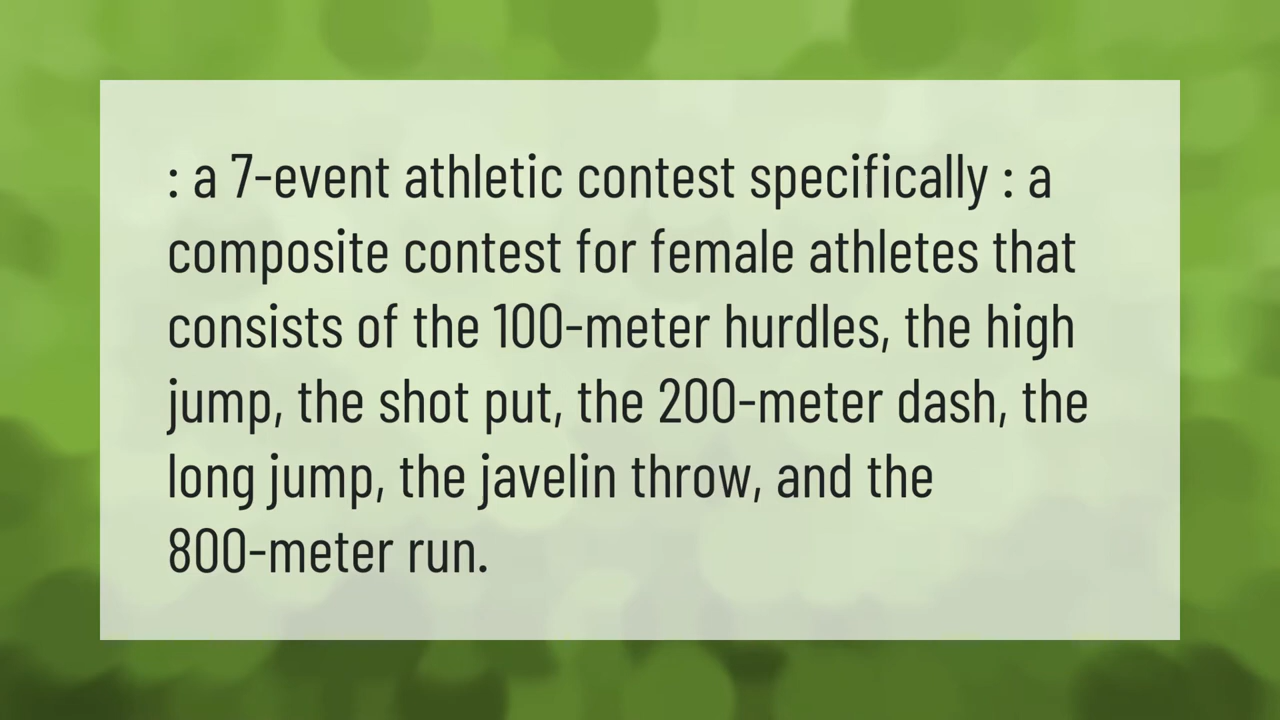 : a 7-event athletic contest specifically : a
composite contest for female athletes that
consists of the 100-meter hurdles, the high
jump, the shot put, the 200-meter dash, the
long jump, the javelin throw, and the
800-meter run.